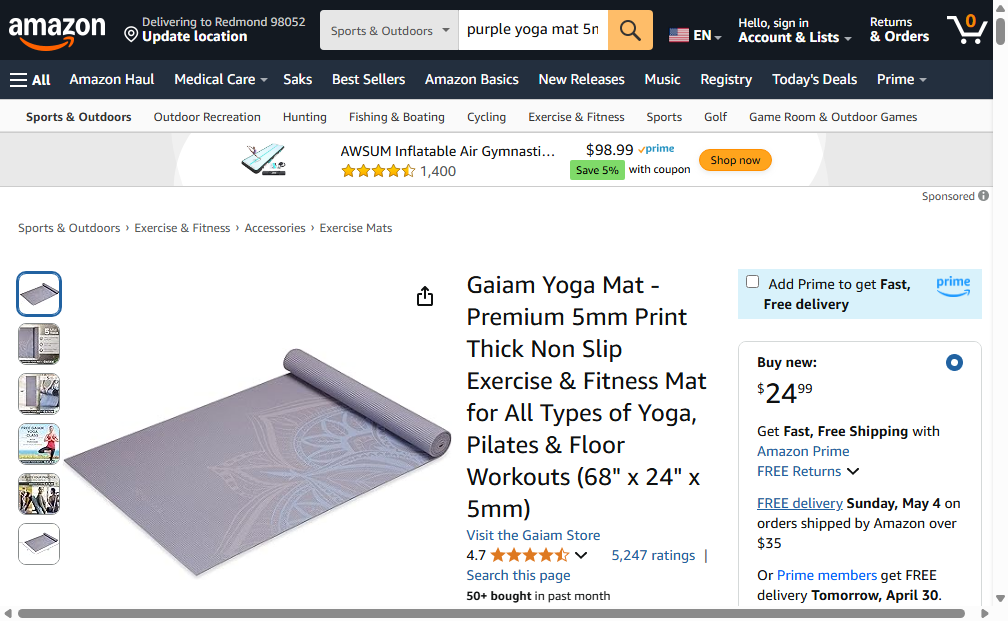 amazon
Delivering to Redmond 98052
Update location
Sports & Outdoors
purple yoga mat 5n
EN
Hello, sign in
Account & Lists
Returns
& Orders
0
All
Amazon Haul
Medical Care
Saks
Best Sellers
Amazon Basics
New Releases
Music
Registry
Today's Deals
Prime
Sports & Outdoors
Outdoor Recreation
Hunting
Fishing & Boating
Cycling
Exercise & Fitness
Sports
Golf
Game Room & Outdoor Games
AWSUM Inflatable Air Gymnasti...
1,400
$98.99 prime
Save 5% with coupon
Shop now
Sponsored
Sports & Outdoors › Exercise & Fitness › Accessories › Exercise Mats
Gaiam Yoga Mat -
Premium 5mm Print
Thick Non Slip
Exercise & Fitness Mat
for All Types of Yoga,
Pilates & Floor
Workouts (68" x 24" x
5mm)
Visit the Gaiam Store
4.7 5,247 ratings |
Search this page
50+ bought in past month
Add Prime to get Fast,
Free delivery
prime
Buy new:
$2499
Get Fast, Free Shipping with
Amazon Prime
FREE Returns
FREE delivery Sunday, May 4 on
orders shipped by Amazon over
$35
Or Prime members get FREE
delivery Tomorrow, April 30.